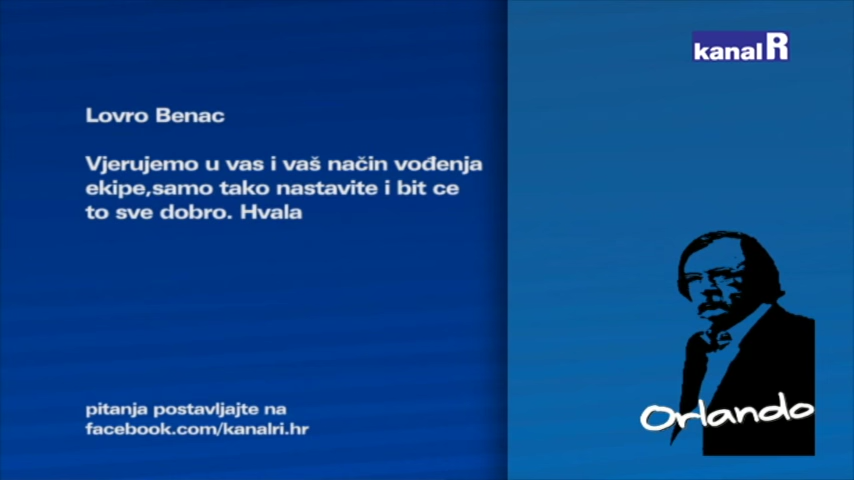 kanal R
Lovro Benac
Vjerujemo u vas i vaš način vođenja
ekipe,samo tako nastavite i bit ce
to sve dobro. Hvala
pitanja postavljajte na
facebook.com/kanalri.hr
Orlando